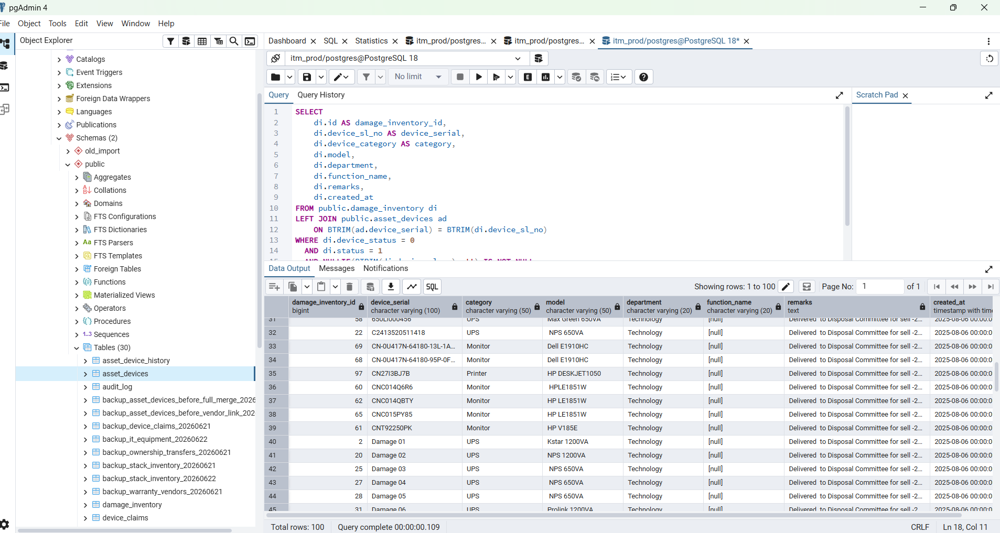 pgAdmin 4
File Object Tools Edit View Window Help
Object Explorer
Catalogs
Event Triggers
Extensions
Foreign Data Wrappers
Languages
Publications
Schemas (2)
old_import
public
Aggregates
Collations
Domains
FTS Configurations
FTS Dictionaries
Aa FTS Parsers
FTS Templates
Foreign Tables
Functions
Materialized Views
Operators
Procedures
1..3 Sequences
Tables (30)
asset_device_history
asset_devices
audit_log
backup_asset_devices_before_full_merge_2026
backup_asset_devices_before_vendor_link_202
backup_device_claims_20260621
backup_it_equipment_20260622
backup_ownership_transfers_20260621
backup_stack_inventory_20260621
backup_stack_inventory_20260622
backup_warranty_vendors_20260621
damage_inventory
device_claims
Dashboard SQL Statistics itm_prod/postgres... itm_prod/postgres... itm_prod/postgres@PostgreSQL 18*
itm_prod/postgres@PostgreSQL 18
No limit E
Query Query History Scratch Pad
1 SELECT
2 di.id AS damage_inventory_id,
3 di.device_sl_no AS device_serial,
4 di.device_category AS category,
5 di.model,
6 di.department,
7 di.function_name,
8 di.remarks,
9 di.created_at
10 FROM public.damage_inventory di
11 LEFT JOIN public.asset_devices ad
12 ON BTRIM(ad.device_serial) = BTRIM(di.device_sl_no)
13 WHERE di.device_status = 0
14 AND di.status = 1
15 AND NULLIF(BTRIM(di.device_sl_no), '') IS NOT NULL
Data Output Messages Notifications
SQL Showing rows: 1 to 100 Page No: 1 of 1
damage_inventory_id device_serial category model department function_name remarks created_at
bigint character varying (100) character varying (50) character varying (50) character varying (20) character varying (20) text timestamp with time
31 58 650LI000456 UPS Max Green 650VA Technology [null] Delivered to Disposal Committee for sell -2... 2025-08-06 00:00:0
32 22 C2413520511418 UPS NPS 650VA Technology [null] Delivered to Disposal Committee for sell -2... 2025-08-06 00:00:0
33 69 CN-0U417N-64180-13L-1A... Monitor Dell E1910HC Technology [null] Delivered to Disposal Committee for sell -2... 2025-08-06 00:00:0
34 68 CN-0U417N-64180-95P-0F... Monitor Dell E1910HC Technology [null] Delivered to Disposal Committee for sell -2... 2025-08-06 00:00:0
35 97 CN27I3BJ7B Printer HP DESKJET1050 Technology [null] Delivered to Disposal Committee for sell -2... 2025-08-06 00:00:0
36 60 CNC014Q6R6 Monitor HPLE1851W Technology [null] Delivered to Disposal Committee for sell -2... 2025-08-06 00:00:0
37 62 CNC014QBTY Monitor HP LE1851W Technology [null] Delivered to Disposal Committee for sell -2... 2025-08-06 00:00:0
38 65 CNC015PY85 Monitor HP LE1851W Technology [null] Delivered to Disposal Committee for sell -2... 2025-08-06 00:00:0
39 61 CNT92250PK Monitor HP V185E Technology [null] Delivered to Disposal Committee for sell -2... 2025-08-06 00:00:0
40 2 Damage 01 UPS Kstar 1200VA Technology [null] Delivered to Disposal Committee for sell -2... 2025-08-06 00:00:0
41 20 Damage 02 UPS NPS 1200VA Technology [null] Delivered to Disposal Committee for sell -2... 2025-08-06 00:00:0
42 25 Damage 03 UPS NPS 650VA Technology [null] Delivered to Disposal Committee for sell -2... 2025-08-06 00:00:0
43 27 Damage 04 UPS NPS 650VA Technology [null] Delivered to Disposal Committee for sell -2... 2025-08-06 00:00:0
44 28 Damage 05 UPS NPS 650VA Technology [null] Delivered to Disposal Committee for sell -2... 2025-08-06 00:00:0
45 31 Damage 06 UPS Prolink 1200VA Technology [null] Delivered to Disposal Committee for sell -2 2025-08-06 00:00:0
Total rows: 100 Query complete 00:00:00.109 CRLF Ln 18, Col 11